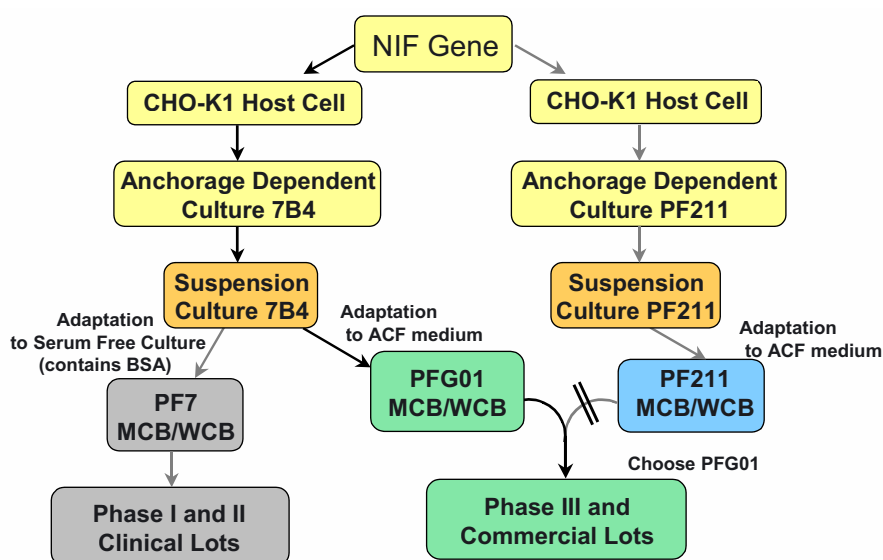 NIF Gene
CHO-K1 Host Cell
CHO-K1 Host Cell
Anchorage Dependent
Culture 7B4
Anchorage Dependent
Culture PF211
Suspension
Culture 7B4
Suspension
Culture PF211
Adaptation
to Serum Free Culture
(contains BSA)
Adaptation
to ACF medium
Adaptation
to ACF medium
PF7
MCB/WCB
PFG01
MCB/WCB
PF211
MCB/WCB
Choose PFG01
Phase I and II
Clinical Lots
Phase III and
Commercial Lots